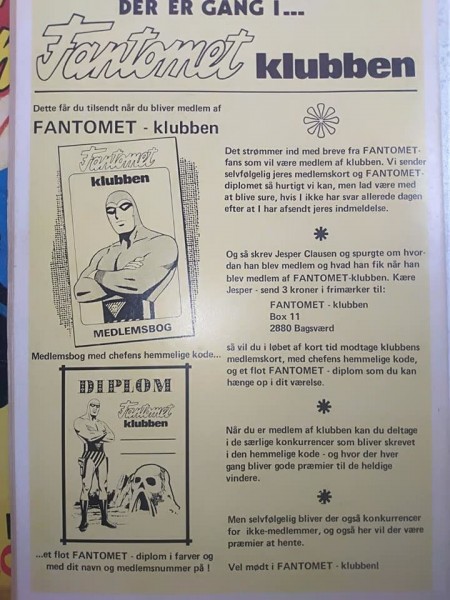 DER ER GANG I...
Fantomet klubben
Dette får du tilsendt når du bliver medlem af
FANTOMET - klubben
Fantomet
klubben
MEDLEMSBOG
Medlemsbog med chefens hemmelige kode...
DIPLOM
Fantomet
klubben
...et flot FANTOMET - diplom i farver og
med dit navn og medlemsnummer på !
Det strømmer ind med breve fra FANTOMET-
fans som vil være medlem af klubben. Vi sender
selvfølgelig jeres medlemskort og FANTOMET-
diplomet så hurtigt vi kan, men lad være med
at blive sure, hvis I ikke har svar allerede dagen
efter at I har afsendt jeres indmeldelse.
Og så skrev Jesper Clausen og spurgte om hvor-
dan han blev medlem og hvad han fik når han
blev medlem af FANTOMET-klubben. Kære
Jesper - send 3 kroner i frimærker til:
FANTOMET - klubben
Box 11
2880 Bagsværd
så vil du i løbet af kort tid modtage klubbens
medlemskort, med chefens hemmelige kode,
og et flot FANTOMET - diplom som du kan
hænge op i dit værelse.
Når du er medlem af klubben kan du deltage
i de særlige konkurrencer som bliver skrevet
i den hemmelige kode - og hvor der hver
gang bliver gode præmier til de heldige
vindere.
Men selvfølgelig bliver der også konkurrencer
for ikke-medlemmer, og også her vil der være
præmier at hente.
Vel mødt i FANTOMET - klubben!